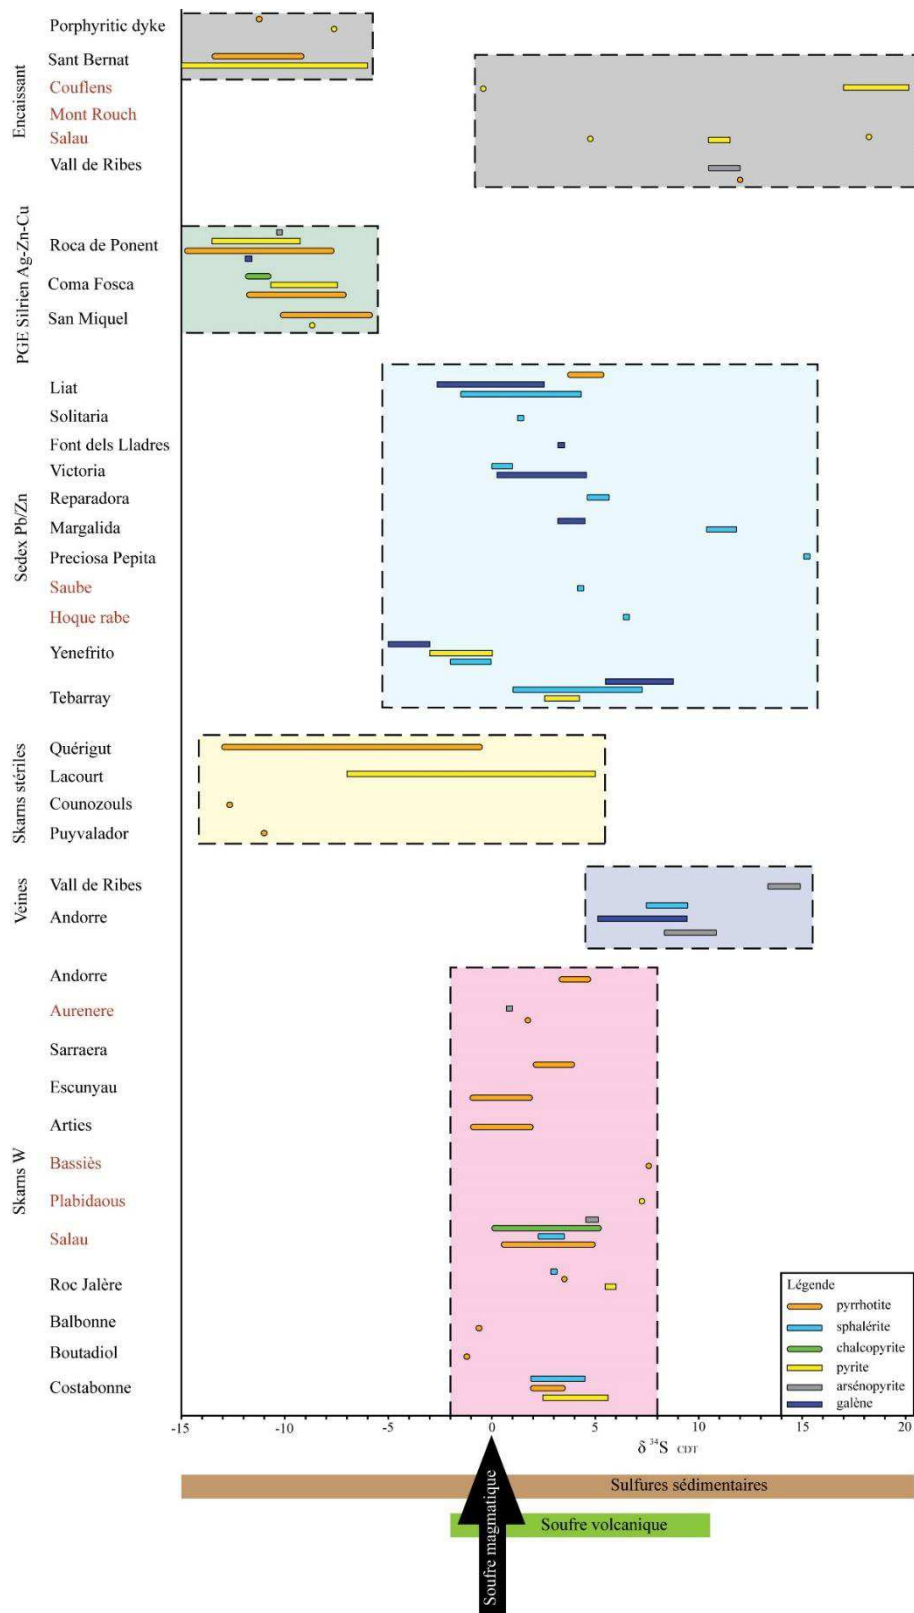 Encaissant
Porphyritic dyke
Sant Bernat
Couflens
Mont Rouch
Salau
Vall de Ribes
PGE Silrien Ag-Zn-Cu
Roca de Ponent
Coma Fosca
San Miquel
Sedex Pb/Zn
Liat
Solitaria
Font dels Lladres
Victoria
Reparadora
Margalida
Preciosa Pepita
Saube
Hoque rabe
Yenefrito
Tebarray
Skarns stériles
Quérigut
Lacourt
Counozouls
Puyvalador
Veines
Vall de Ribes
Andorre
Skarns W
Andorre
Aurenere
Sarraera
Escunyau
Arties
Bassiès
Plabidaous
Salau
Roc Jalère
Balbonne
Boutadiol
Costabonne
Légende
pyrrhotite
sphalérite
chalcopyrite
pyrite
arsénopyrite
galène
-15 -10 -5 0 5 10 15 20
δ ³⁴S CDT
Sulfures sédimentaires
Soufre volcanique
Soufre magmatique